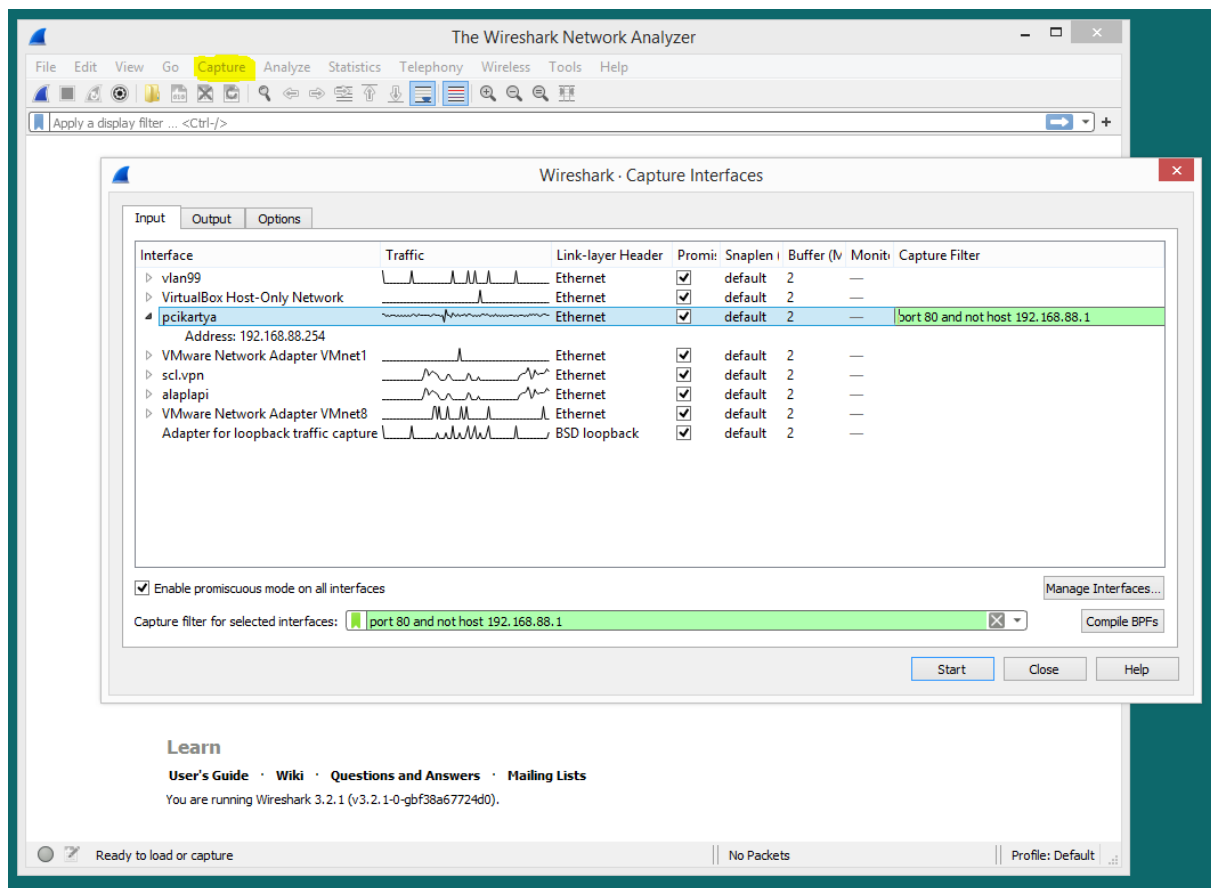 The Wireshark Network Analyzer
File Edit View Go Capture Analyze Statistics Telephony Wireless Tools Help
Apply a display filter ... <Ctrl-/>
Wireshark · Capture Interfaces
Input Output Options
Interface Traffic Link-layer Header Promi: Snaplen ( Buffer (M Monit Capture Filter
vlan99 Ethernet default 2 —
VirtualBox Host-Only Network Ethernet default 2 —
pcikartya Ethernet default 2 — port 80 and not host 192.168.88.1
Address: 192.168.88.254
VMware Network Adapter VMnet1 Ethernet default 2 —
scl.vpn Ethernet default 2 —
alaplapi Ethernet default 2 —
VMware Network Adapter VMnet8 Ethernet default 2 —
Adapter for loopback traffic capture BSD loopback default 2 —
Enable promiscuous mode on all interfaces
Manage Interfaces...
Capture filter for selected interfaces: port 80 and not host 192.168.88.1
Compile BPFs
Start Close Help
Learn
User's Guide · Wiki · Questions and Answers · Mailing Lists
You are running Wireshark 3.2.1 (v3.2.1-0-gbf38a67724d0).
Ready to load or capture No Packets Profile: Default